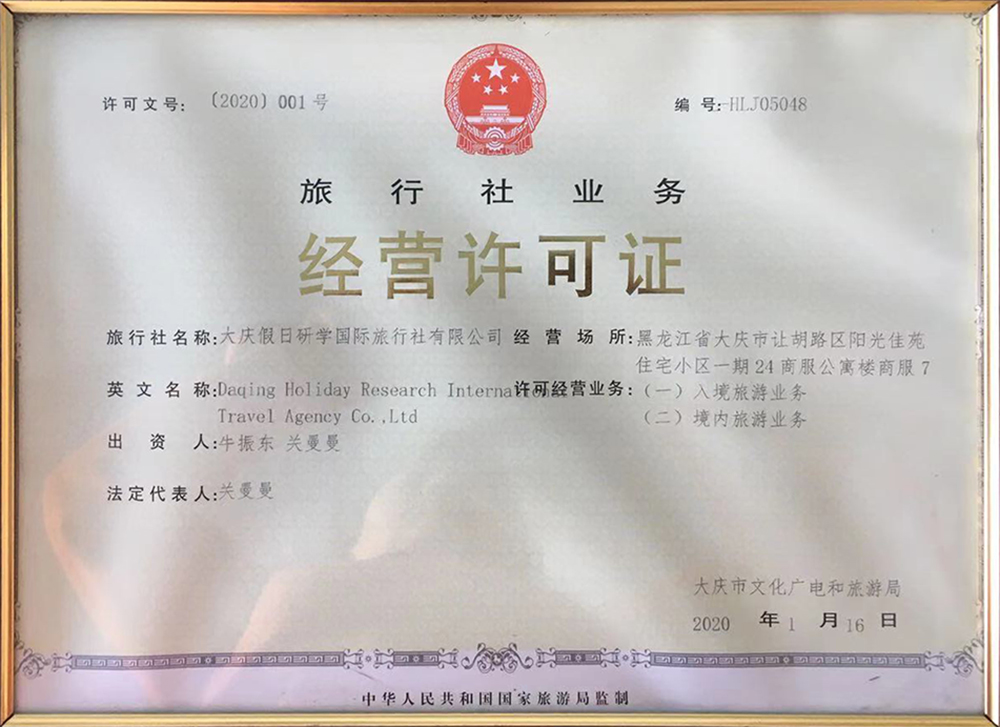 许可文号: 〔2020〕001号
编号: HLJ05048
旅行社业务
经营许可证
旅行社名称: 大庆假日研学国际旅行社有限公司
经营场所: 黑龙江省大庆市让胡路区阳光佳苑
住宅小区一期24商服公寓楼商服7
英文名称: Daqing Holiday Research International
Travel Agency Co.,Ltd
许可经营业务: (一) 入境旅游业务
(二) 境内旅游业务
出资人: 牛振东 关曼曼
法定代表人: 关曼曼
大庆市文化广电和旅游局
2020 年 1 月 16 日
中华人民共和国国家旅游局监制